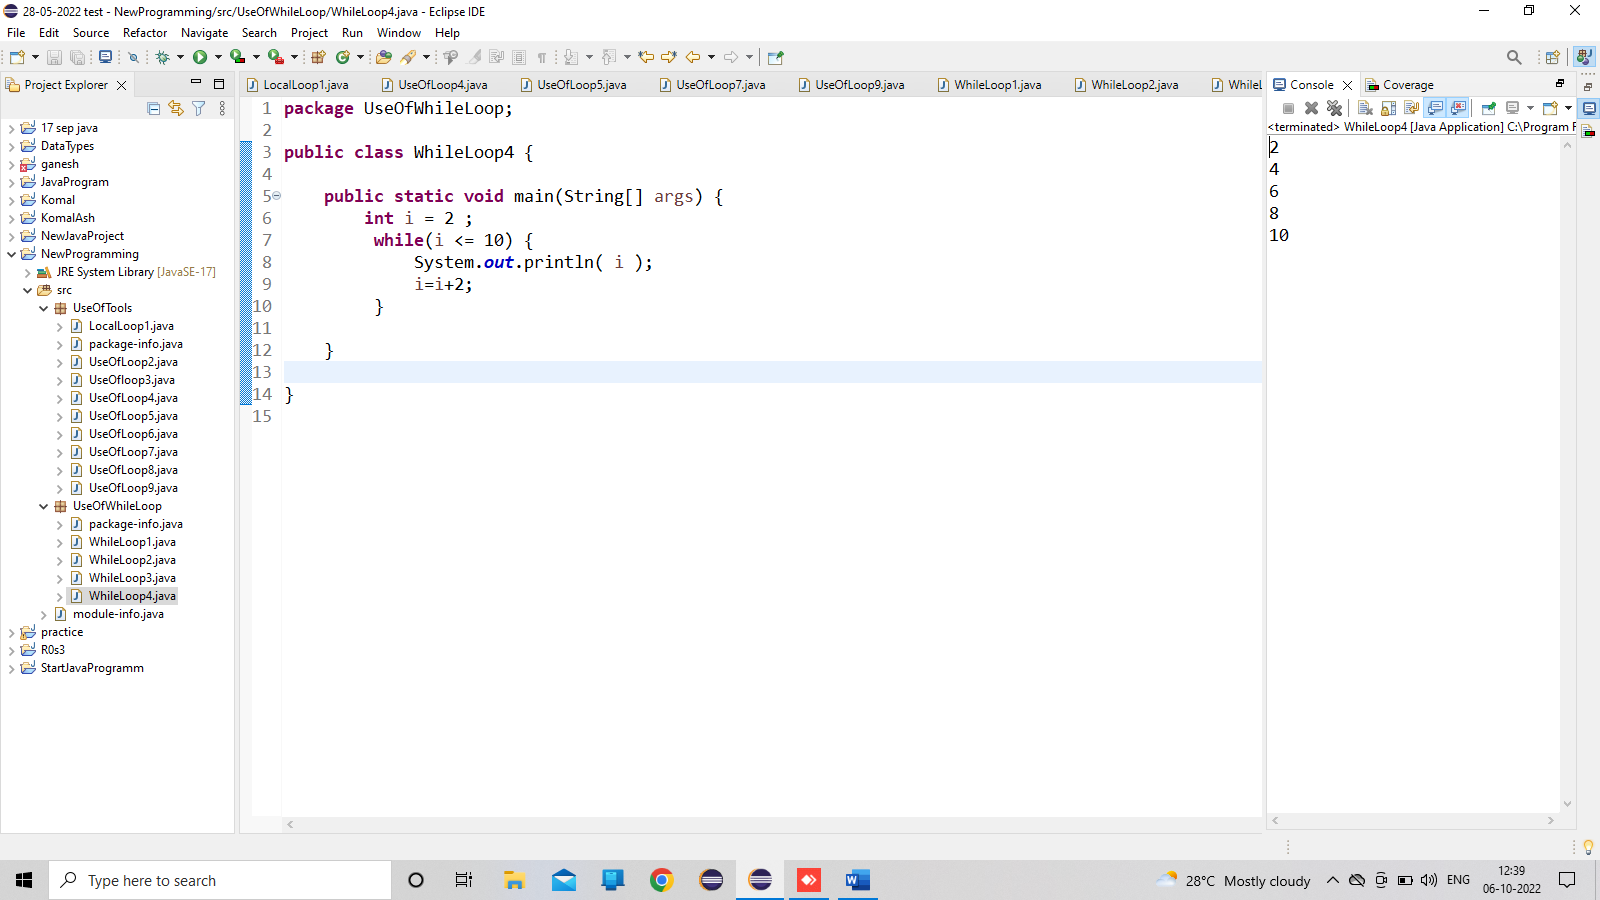 28-05-2022 test - NewProgramming/src/UseOfWhileLoop/WhileLoop4.java - Eclipse IDE
File Edit Source Refactor Navigate Search Project Run Window Help
Project Explorer
17 sep java
DataTypes
ganesh
JavaProgram
Komal
KomalAsh
NewJavaProject
NewProgramming
JRE System Library [JavaSE-17]
src
UseOfTools
LocalLoop1.java
package-info.java
UseOfLoop2.java
UseOfloop3.java
UseOfLoop4.java
UseOfLoop5.java
UseOfLoop6.java
UseOfLoop7.java
UseOfLoop8.java
UseOfLoop9.java
UseOfWhileLoop
package-info.java
WhileLoop1.java
WhileLoop2.java
WhileLoop3.java
WhileLoop4.java
module-info.java
practice
R0s3
StartJavaProgramm
LocalLoop1.java UseOfLoop4.java UseOfLoop5.java UseOfLoop7.java UseOfLoop9.java WhileLoop1.java WhileLoop2.java WhileL
1 package UseOfWhileLoop;
2
3 public class WhileLoop4 {
4
5 public static void main(String[] args) {
6 int i = 2 ;
7 while(i <= 10) {
8 System.out.println( i );
9 i=i+2;
10 }
11
12 }
13
14 }
15
Console Coverage
<terminated> WhileLoop4 [Java Application] C:\Program F
2
4
6
8
10
Type here to search
28°C Mostly cloudy
ENG
12:39
06-10-2022